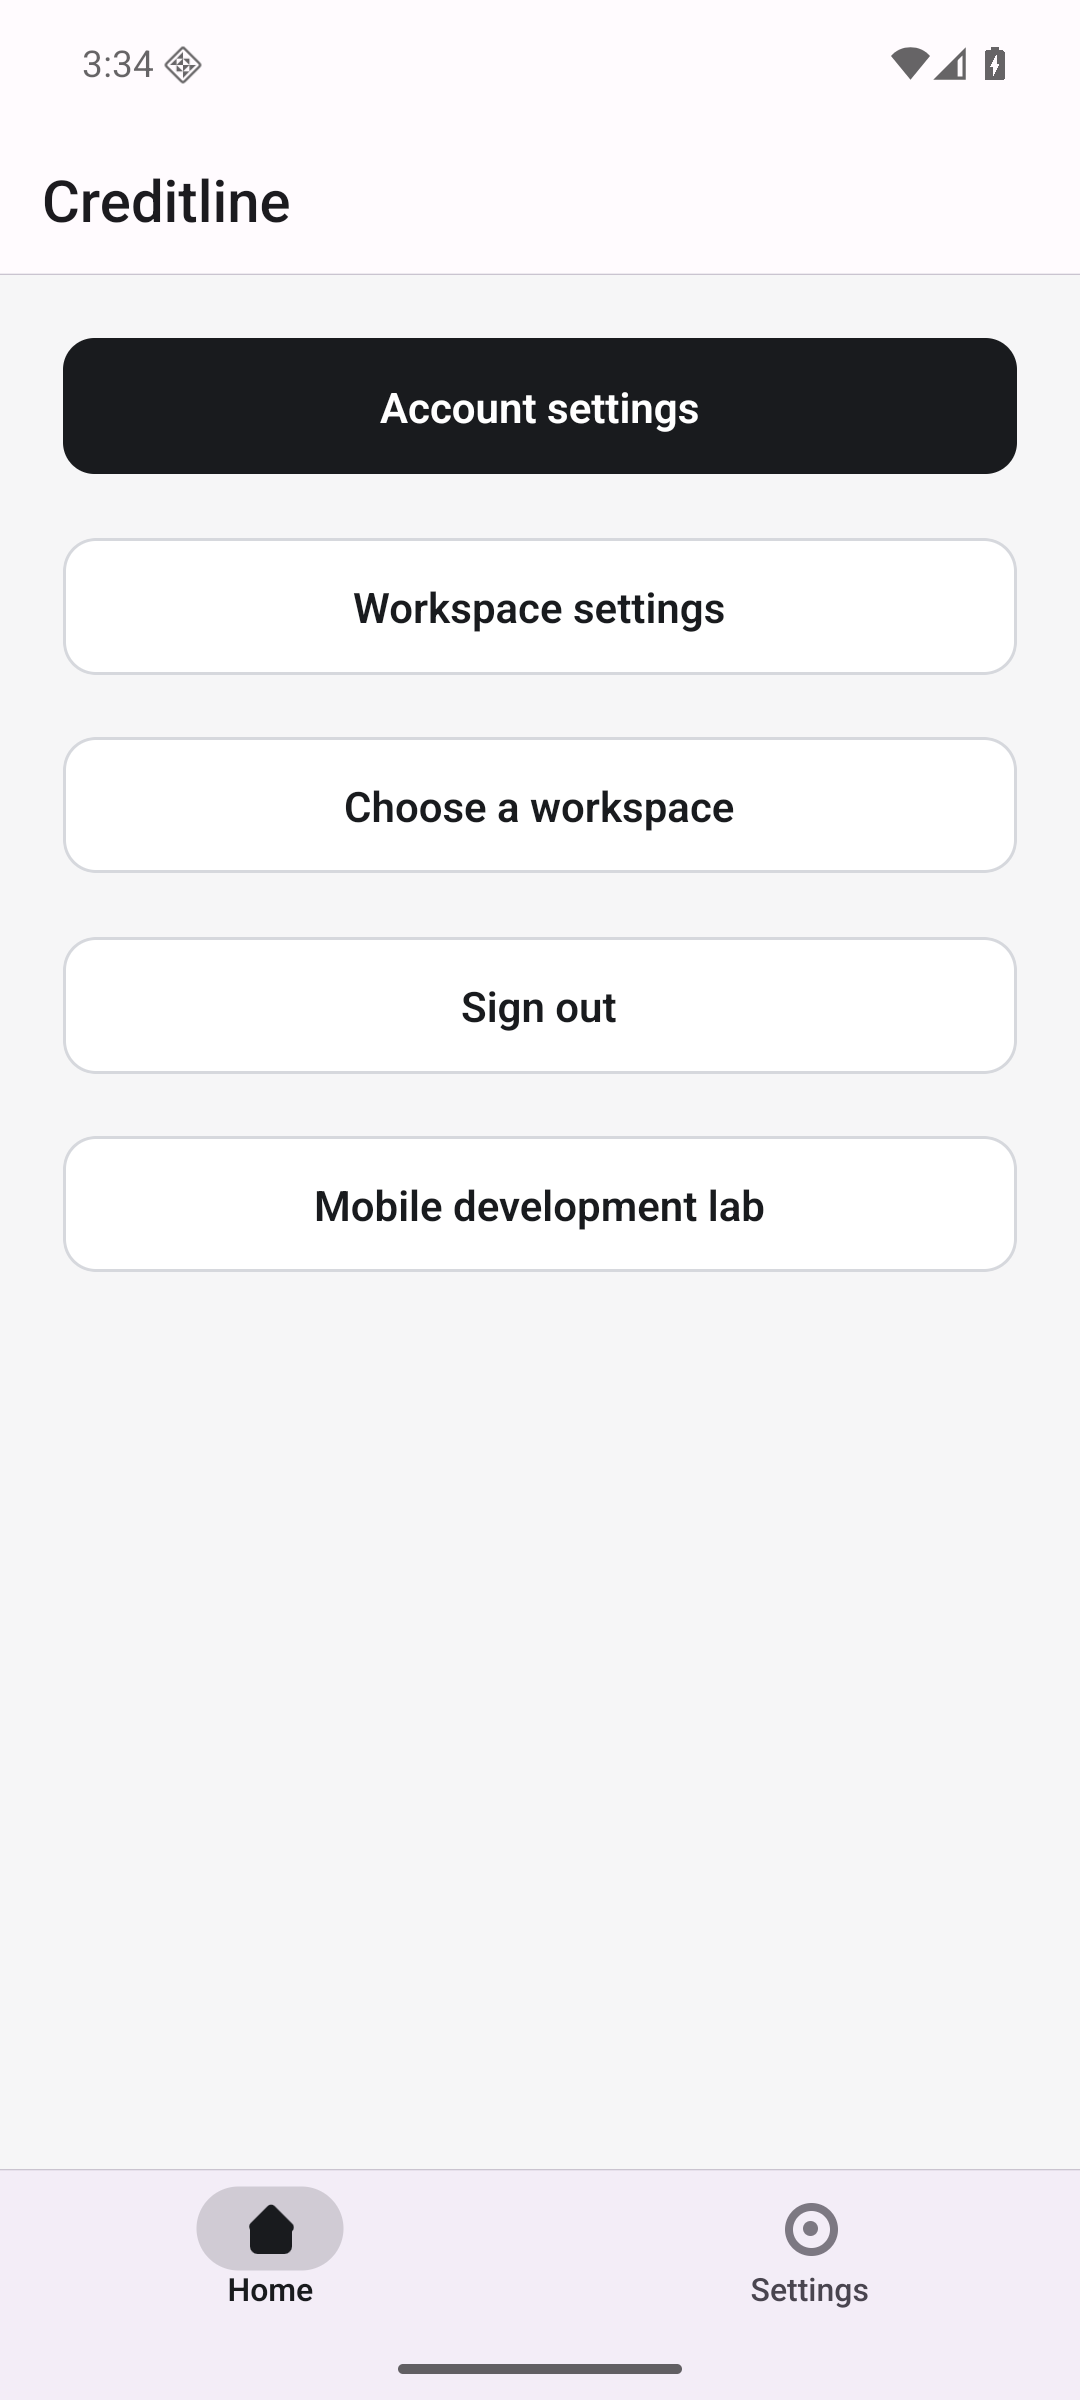 3:34
Creditline
Account settings
Workspace settings
Choose a workspace
Sign out
Mobile development lab
Home
Settings